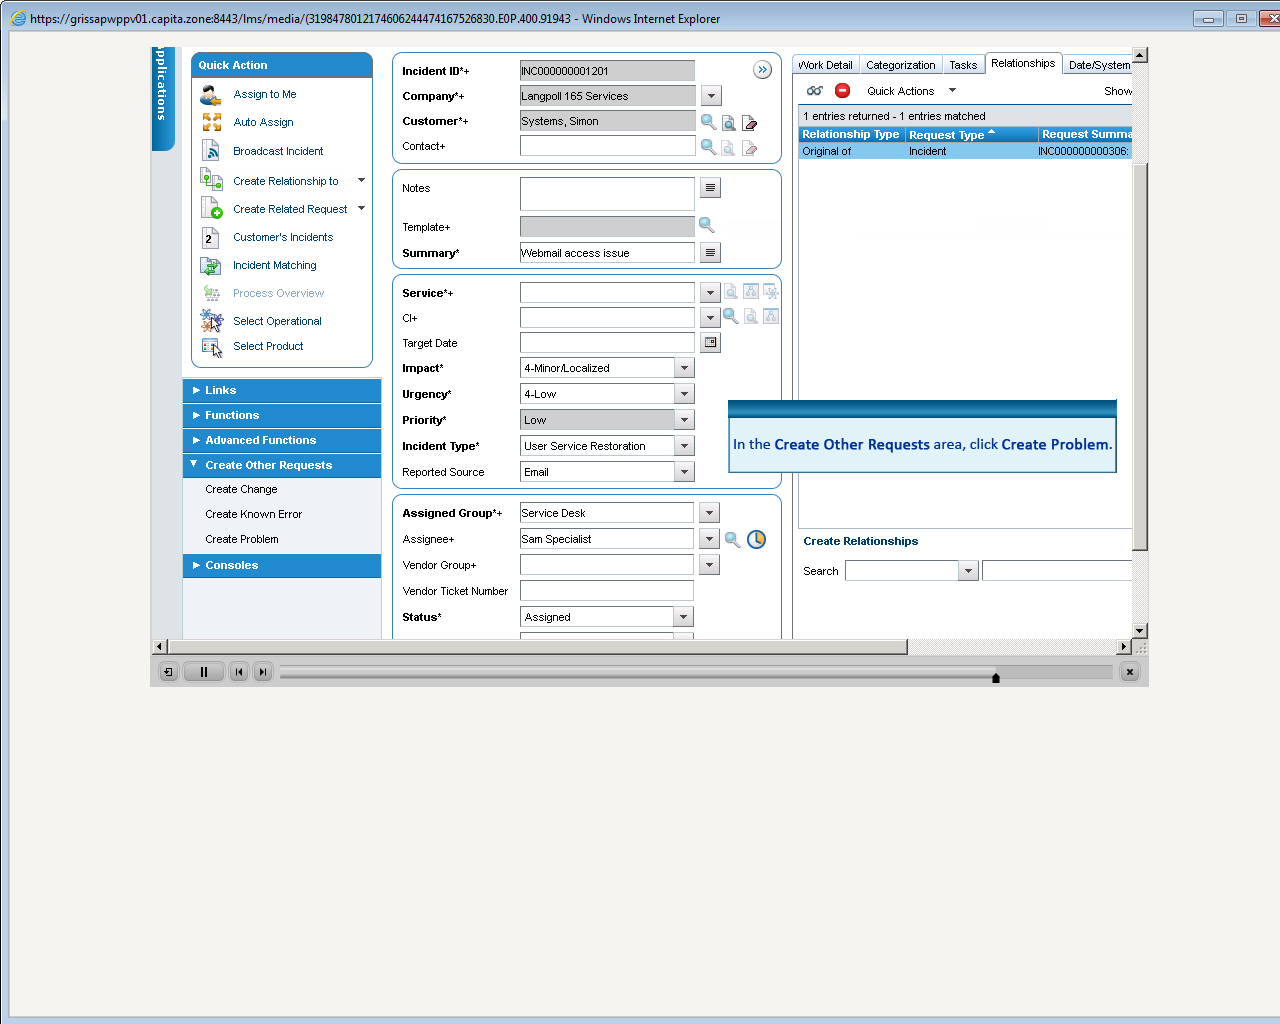 https://grissapwppv01.capita.zone:8443/lms/media/(3198478012174606244474167526830.E0P.400.91943 - Windows Internet Explorer
pplications
Quick Action
Assign to Me
Auto Assign
Broadcast Incident
Create Relationship to
Create Related Request
2
Customer's Incidents
Incident Matching
Process Overview
Select Operational
Select Product
Links
Functions
Advanced Functions
Create Other Requests
Create Change
Create Known Error
Create Problem
Consoles
Incident ID*+ INC000000001201
Company*+ Langpoll 165 Services
Customer*+ Systems, Simon
Contact+
Notes
Template+
Summary* Webmail access issue
Service*+
CI+
Target Date
Impact* 4-Minor/Localized
Urgency* 4-Low
Priority* Low
Incident Type* User Service Restoration
Reported Source Email
Assigned Group*+ Service Desk
Assignee+ Sam Specialist
Vendor Group+
Vendor Ticket Number
Status* Assigned
Work Detail Categorization Tasks Relationships Date/System
Quick Actions Show
1 entries returned - 1 entries matched
Relationship Type Request Type Request Summa
Original of Incident INC000000000306:
In the Create Other Requests area, click Create Problem.
Create Relationships
Search